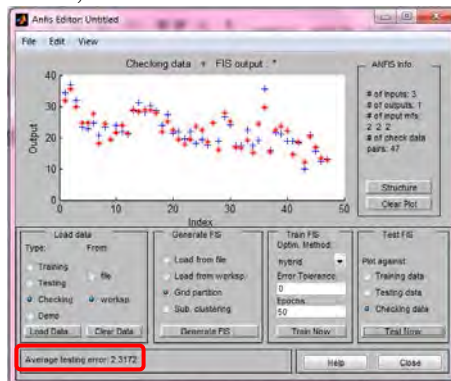 Anfis Editor: Untitled
File Edit View
Checking data + FIS output : *
40
30
20
10
0
Output
0 10 20 30 40 50
Index
ANFIS Info.
# of inputs: 3
# of outputs: 1
# of input mfs:
2 2 2
# of check data
pairs: 47
Structure
Clear Plot
Load data
Type: From:
Training
Testing
Checking
Demo
file
worksp.
Load Data...
Clear Data
Generate FIS
Load from file
Load from worksp.
Grid partition
Sub. clustering
Generate FIS ...
Train FIS
Optim. Method:
hybrid
Error Tolerance:
0
Epochs:
50
Train Now
Test FIS
Plot against:
Training data
Testing data
Checking data
Test Now
Average testing error: 2.3172
Help
Close